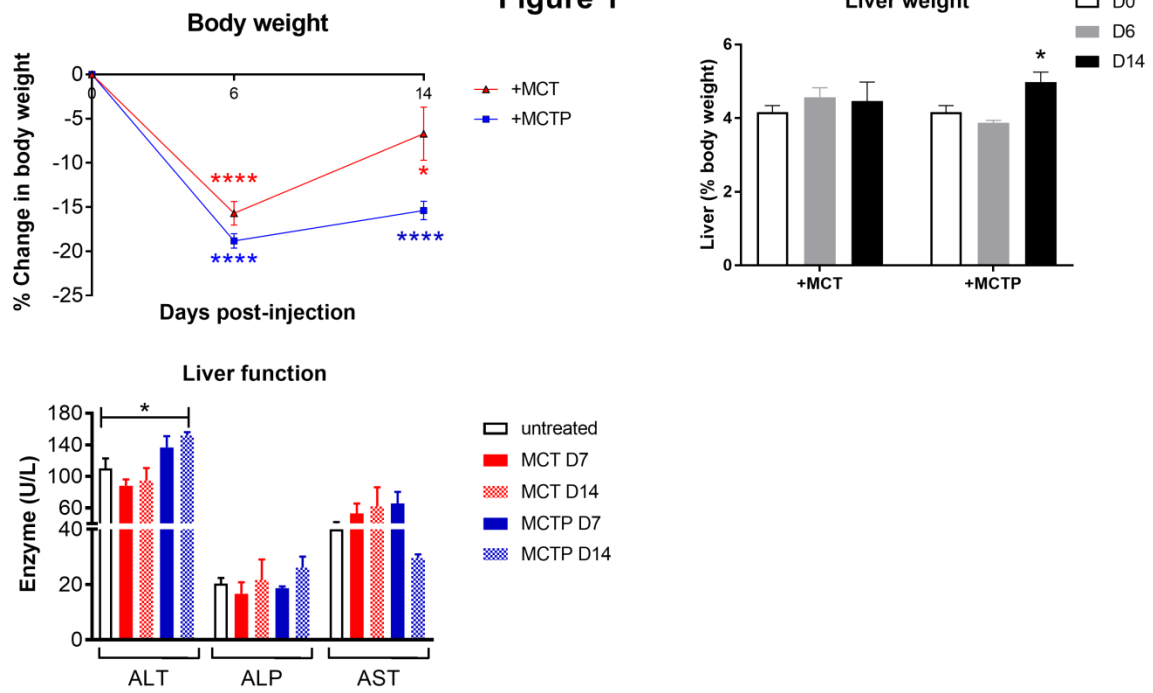 Figure 1
Body weight
% Change in body weight
0
-5
-10
-15
-20
-25
0
6
14
****
****
*
****
Days post-injection
+MCT
+MCTP
Liver weight
Liver (% body weight)
6
4
2
0
*
+MCT
+MCTP
D0
D6
D14
Liver function
Enzyme (U/L)
180
140
100
60
40
20
0
*
ALT
ALP
AST
untreated
MCT D7
MCT D14
MCTP D7
MCTP D14